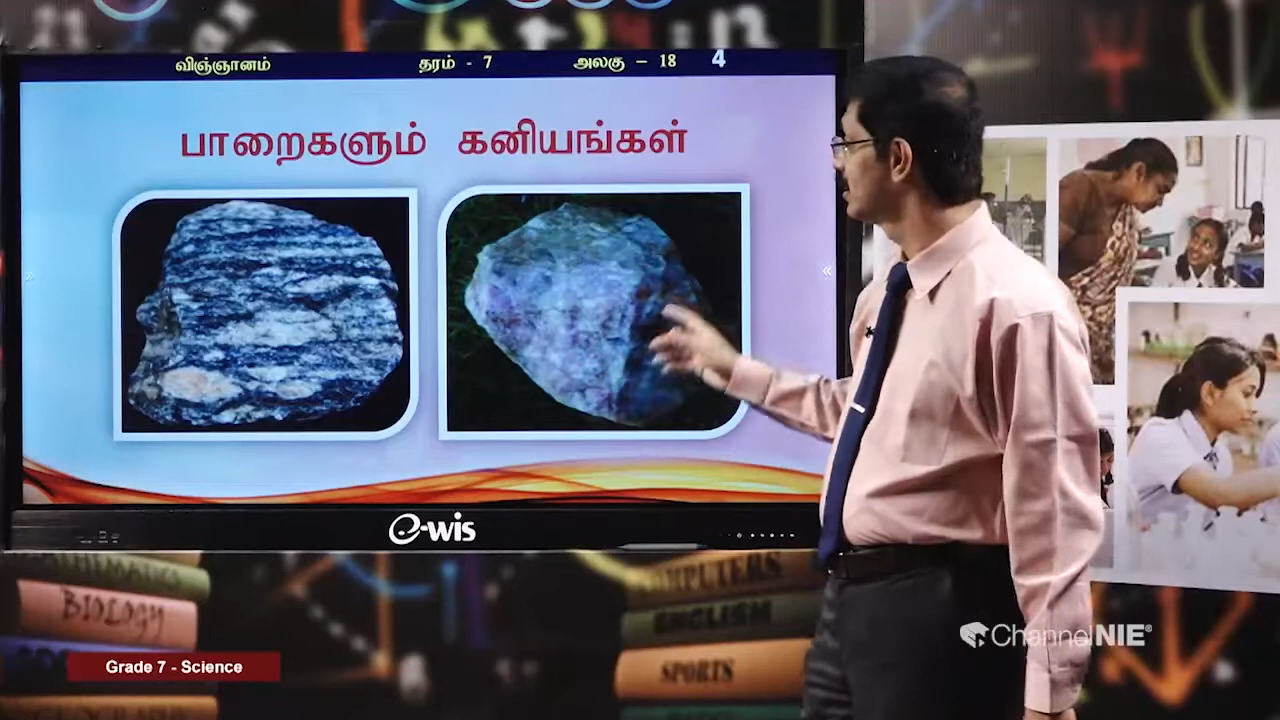 விஞ்ஞானம் தரம் - 7 அலகு - 18 4
பாறைகளும் கனியங்கள்
e-wis
MATHEMATICS
BIOLOGY
COMPUTERS
ENGLISH
SPORTS
Grade 7 - Science
ChannelNIE®